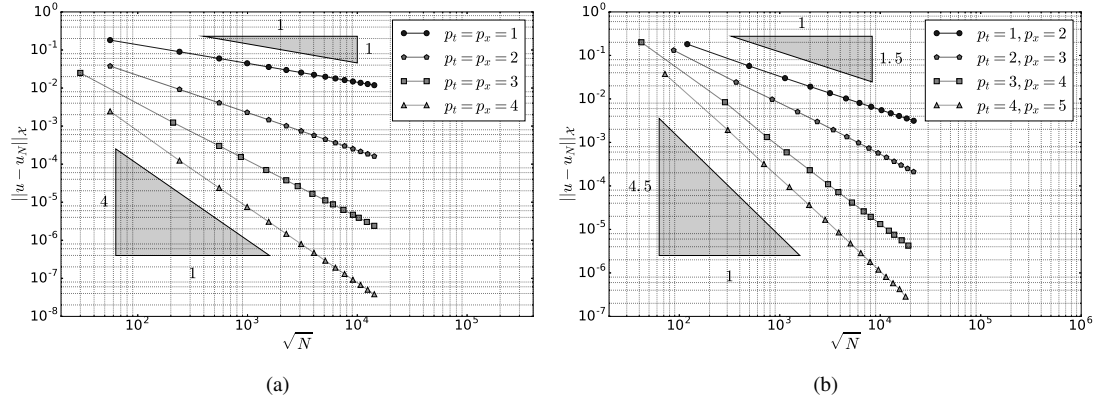 10^0
10^-1
10^-2
10^-3
10^-4
10^-5
10^-6
10^-7
10^-8
||u − u_N||_𝒳
10^2
10^3
10^4
10^5
√N
1
1
4
1
p_t = p_x = 1
p_t = p_x = 2
p_t = p_x = 3
p_t = p_x = 4
(a)
10^0
10^-1
10^-2
10^-3
10^-4
10^-5
10^-6
10^-7
||u − u_N||_𝒳
10^2
10^3
10^4
10^5
10^6
√N
1
1.5
4.5
1
p_t = 1, p_x = 2
p_t = 2, p_x = 3
p_t = 3, p_x = 4
p_t = 4, p_x = 5
(b)